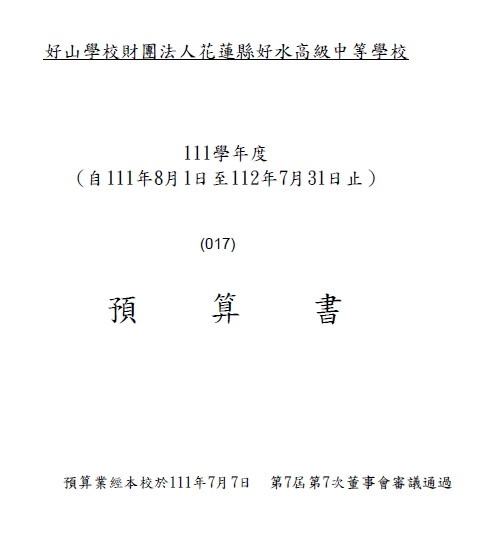 好山學校財團法人花蓮縣好水高級中等學校
111學年度
（自111年8月1日至112年7月31日止）
(017)
預 算 書
預算業經本校於111年7月7日 第7屆第7次董事會審議通過